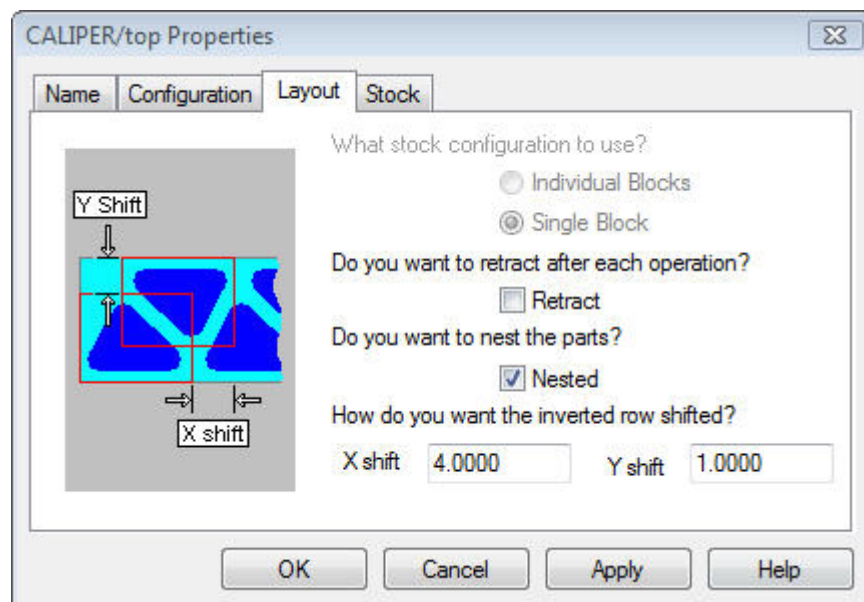 CALIPER/top Properties
Name Configuration Layout Stock
What stock configuration to use?
Individual Blocks
Single Block
Y Shift
Do you want to retract after each operation?
Retract
Do you want to nest the parts?
Nested
How do you want the inverted row shifted?
X shift
X shift 4.0000 Y shift 1.0000
OK Cancel Apply Help